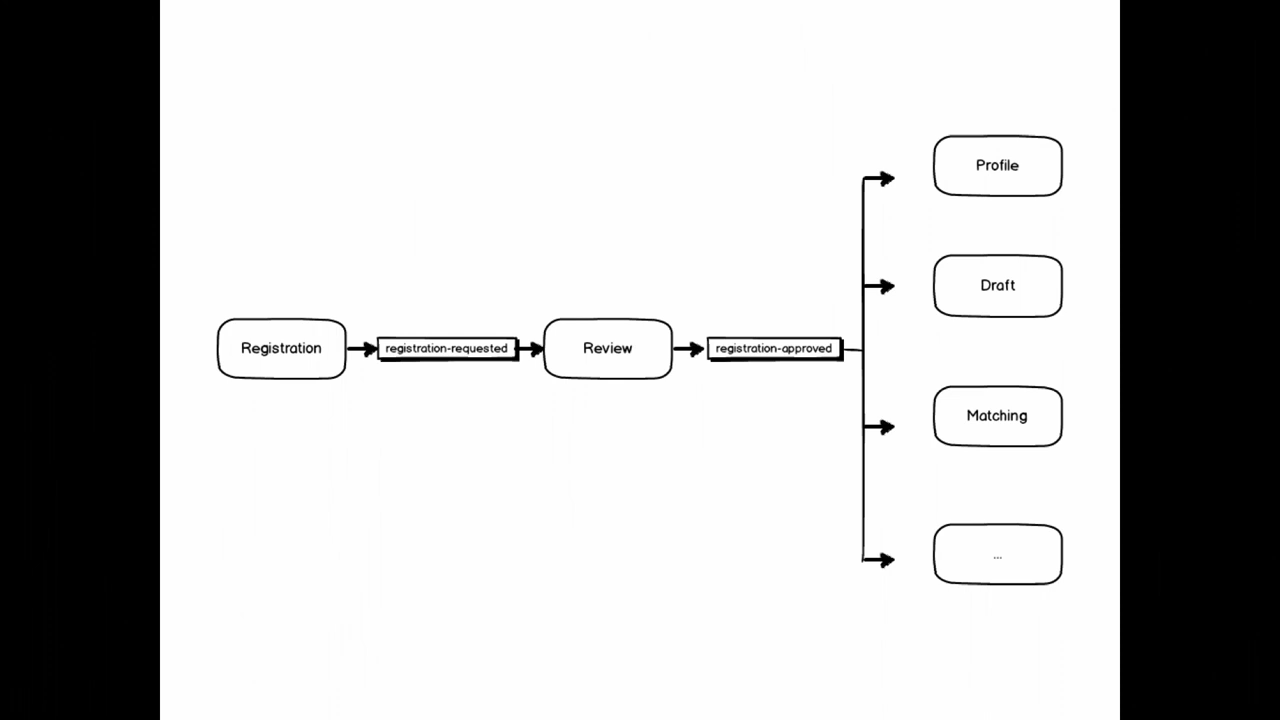 Registration
registration-requested
Review
registration-approved
Profile
Draft
Matching
...